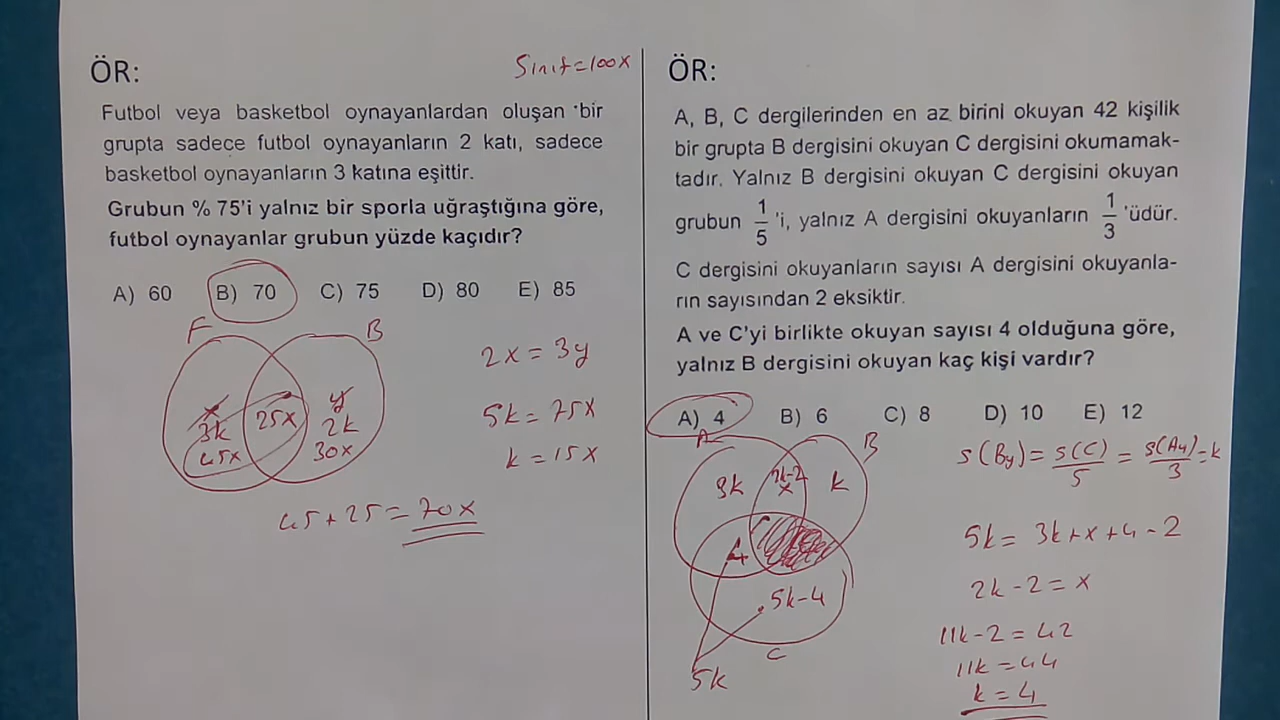 ÖR:
Sınıf=100x
Futbol veya basketbol oynayanlardan oluşan bir
grupta sadece futbol oynayanların 2 katı, sadece
basketbol oynayanların 3 katına eşittir.
Grubun % 75'i yalnız bir sporla uğraştığına göre,
futbol oynayanlar grubun yüzde kaçıdır?
A) 60 B) 70 C) 75 D) 80 E) 85
F B
x 25x y
3k 2k
45x 30x
2x = 3y
5k = 75x
k = 15x
45+25 = 70x
ÖR:
A, B, C dergilerinden en az birini okuyan 42 kişilik
bir grupta B dergisini okuyan C dergisini okumamak-
tadır. Yalnız B dergisini okuyan C dergisini okuyan
grubun 1/5 'i, yalnız A dergisini okuyanların 1/3 'üdür.
C dergisini okuyanların sayısı A dergisini okuyanla-
rın sayısından 2 eksiktir.
A ve C'yi birlikte okuyan sayısı 4 olduğuna göre,
yalnız B dergisini okuyan kaç kişi vardır?
A) 4 B) 6 C) 8 D) 10 E) 12
A B
3k 2k-2 k
x
4
5k-4
C
5k
s(By) = s(C)/5 = s(Ay)/3 = k
5k = 3k+x+4-2
2k-2 = x
11k-2 = 42
11k = 44
k = 4